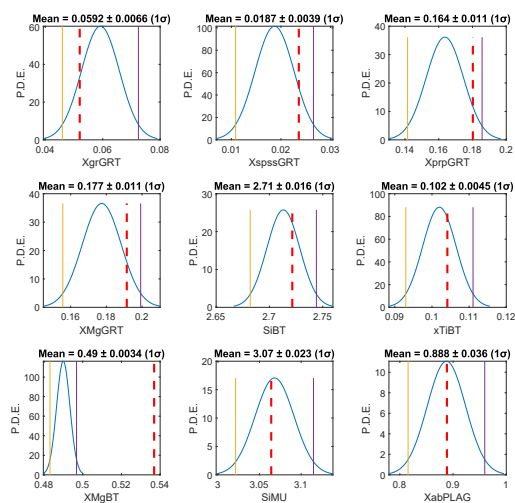 Mean = 0.0592 ± 0.0066 (1σ)
60
40
20
0
P.D.E.
0.04 0.06 0.08
XgrGRT
Mean = 0.0187 ± 0.0039 (1σ)
100
80
60
40
20
0
P.D.E.
0.01 0.02 0.03
XspssGRT
Mean = 0.164 ± 0.011 (1σ)
40
30
20
10
0
P.D.E.
0.14 0.16 0.18 0.2
XprpGRT
Mean = 0.177 ± 0.011 (1σ)
40
30
20
10
0
P.D.E.
0.16 0.18 0.2
XMgGRT
Mean = 2.71 ± 0.016 (1σ)
30
20
10
0
P.D.E.
2.65 2.7 2.75
SiBT
Mean = 0.102 ± 0.0045 (1σ)
100
80
60
40
20
0
P.D.E.
0.09 0.1 0.11 0.12
xTiBT
Mean = 0.49 ± 0.0034 (1σ)
100
80
60
40
20
0
P.D.E.
0.48 0.5 0.52 0.54
XMgBT
Mean = 3.07 ± 0.023 (1σ)
20
15
10
5
0
P.D.E.
3 3.05 3.1
SiMU
Mean = 0.888 ± 0.036 (1σ)
10
8
6
4
2
0
P.D.E.
0.8 0.9 1
XabPLAG